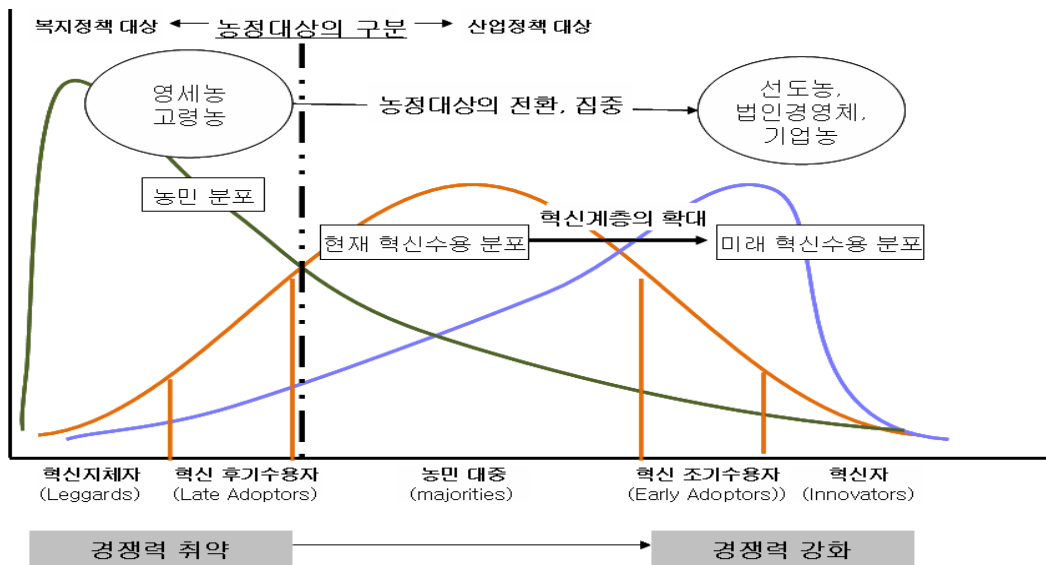 복지정책 대상
농정대상의 구분
산업정책 대상
영세농
고령농
농정대상의 전환, 집중
선도농,
법인경영체,
기업농
농민 분포
혁신계층의 확대
현재 혁신수용 분포
미래 혁신수용 분포
혁신지체자
(Leggards)
혁신 후기수용자
(Late Adoptors)
농민 대중
(majorities)
혁신 조기수용자
(Early Adoptors))
혁신자
(Innovators)
경쟁력 취약
경쟁력 강화